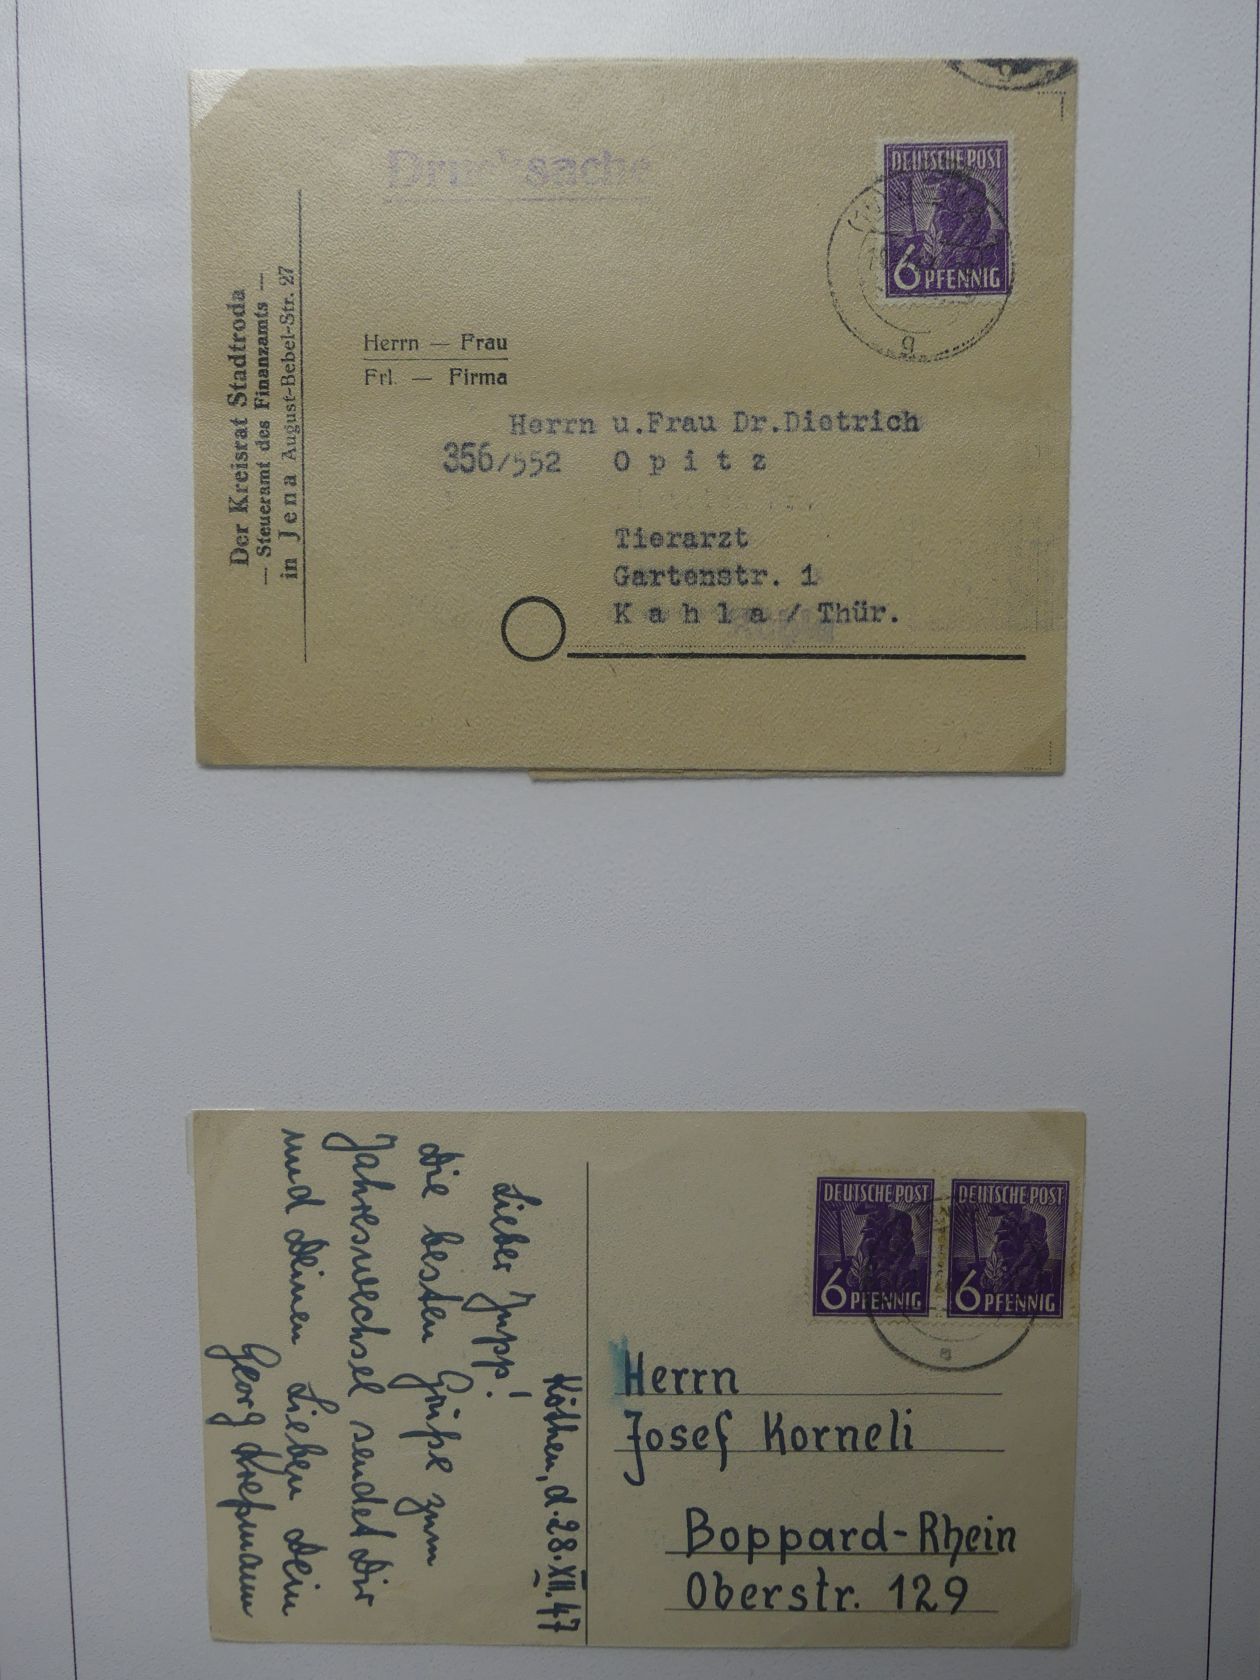 Drucksache
DEUTSCHE POST
6 PFENNIG
g
Der Kreisrat Stadtroda
— Steueramt des Finanzamts —
in Jena August-Bebel-Str. 27
Herrn — Frau
Frl. — Firma
Herrn u.Frau Dr.Dietrich
356/552 O p i t z
Tierarzt
Gartenstr. 1
K a h l a / Thür.
DEUTSCHE POST
6 PFENNIG
DEUTSCHE POST
6 PFENNIG
Köthen, d. 28.XII.47
Lieber Jupp!
Die besten Grüße zum
Jahreswechsel sendet Dir
und Deinen Lieben Dein
Georg
Herrn
Josef Korneli
Boppard-Rhein
Oberstr. 129